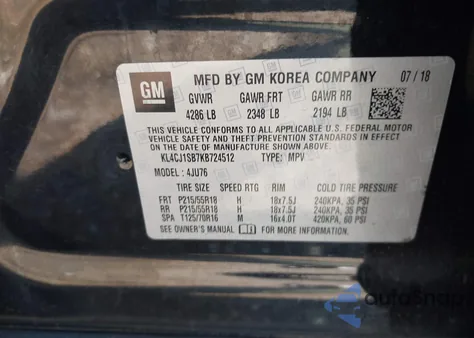 GM
MFD BY GM KOREA COMPANY 07/18
GVWR GAWR FRT GAWR RR
4286 LB 2348 LB 2194 LB
THIS VEHICLE CONFORMS TO ALL APPLICABLE U.S. FEDERAL MOTOR
VEHICLE SAFETY, BUMPER, AND THEFT PREVENTION STANDARDS IN
EFFECT ON THE DATE OF MANUFACTURE SHOWN ABOVE.
KL4CJ1SB7KB724512 TYPE: MPV
MODEL: 4JU76
TIRE SIZE SPEED RTG RIM COLD TIRE PRESSURE
FRT P215/55R18 H 18x7.5J 240KPA, 35 PSI
RR P215/55R18 H 18x7.5J 240KPA, 35 PSI
SPA T125/70R16 M 16x4.0T 420KPA, 60 PSI
SEE OWNER'S MANUAL FOR MORE INFORMATION.
autosnap